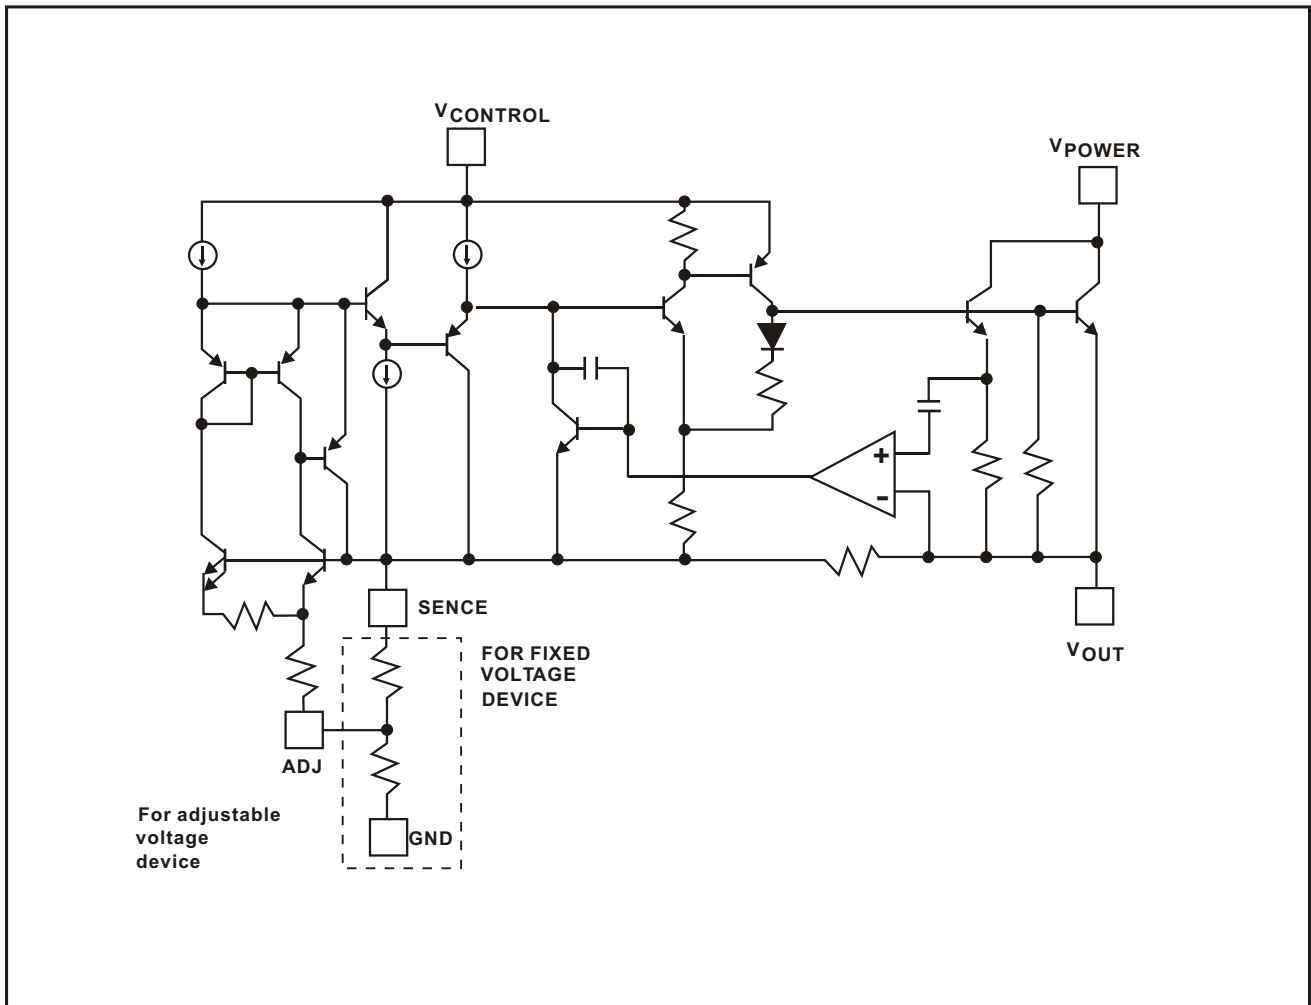 VCONTROL
VPOWER
+
-
SENCE
VOUT
FOR FIXED
VOLTAGE
DEVICE
ADJ
For adjustable
voltage
device
GND